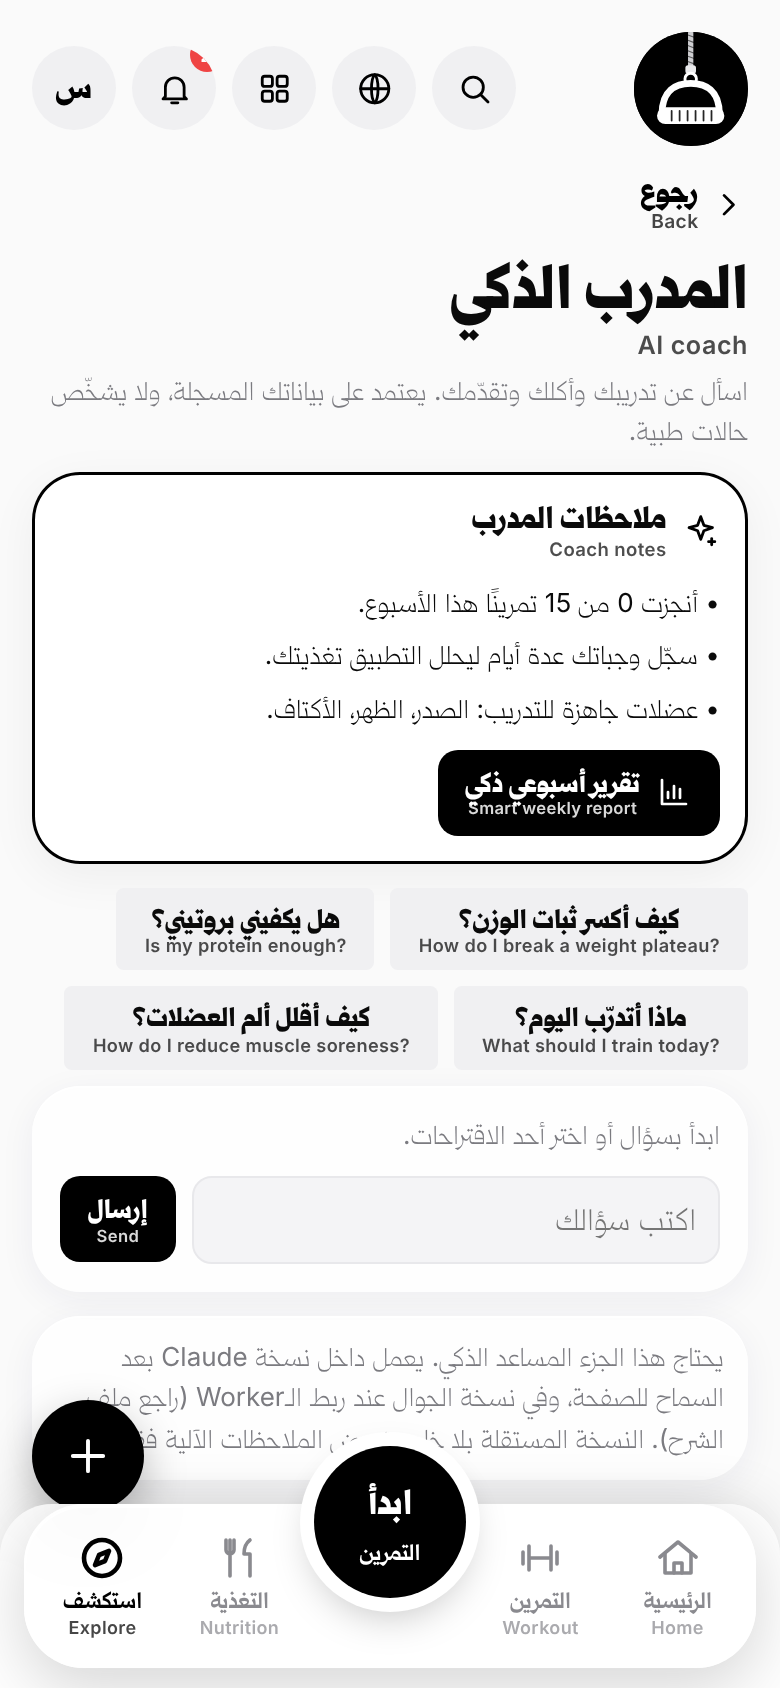 س
رجوع
Back
المدرب الذكي
AI coach
اسأل عن تدريبك وأكلك وتقدّمك. يعتمد على بياناتك المسجلة، ولا يشخّص
حالات طبية.
ملاحظات المدرب
Coach notes
• أنجزت 0 من 15 تمرينًا هذا الأسبوع.
• سجّل وجباتك عدة أيام ليحلل التطبيق تغذيتك.
• عضلات جاهزة للتدريب: الصدر، الظهر، الأكتاف.
تقرير أسبوعي ذكي
Smart weekly report
كيف أكسر ثبات الوزن؟
How do I break a weight plateau?
هل يكفيني بروتيني؟
Is my protein enough?
ماذا أتدرّب اليوم؟
What should I train today?
كيف أقلل ألم العضلات؟
How do I reduce muscle soreness?
ابدأ بسؤال أو اختر أحد الاقتراحات.
اكتب سؤالك
إرسال
Send
يحتاج هذا الجزء المساعد الذكي. يعمل داخل نسخة Claude بعد
السماح للصفحة، وفي نسخة الجوال عند ربط الـWorker (راجع ملف
الشرح). النسخة المستقلة بلا الملاحظات الآلية
ابدأ
التمرين
الرئيسية
Home
التمرين
Workout
التغذية
Nutrition
استكشف
Explore